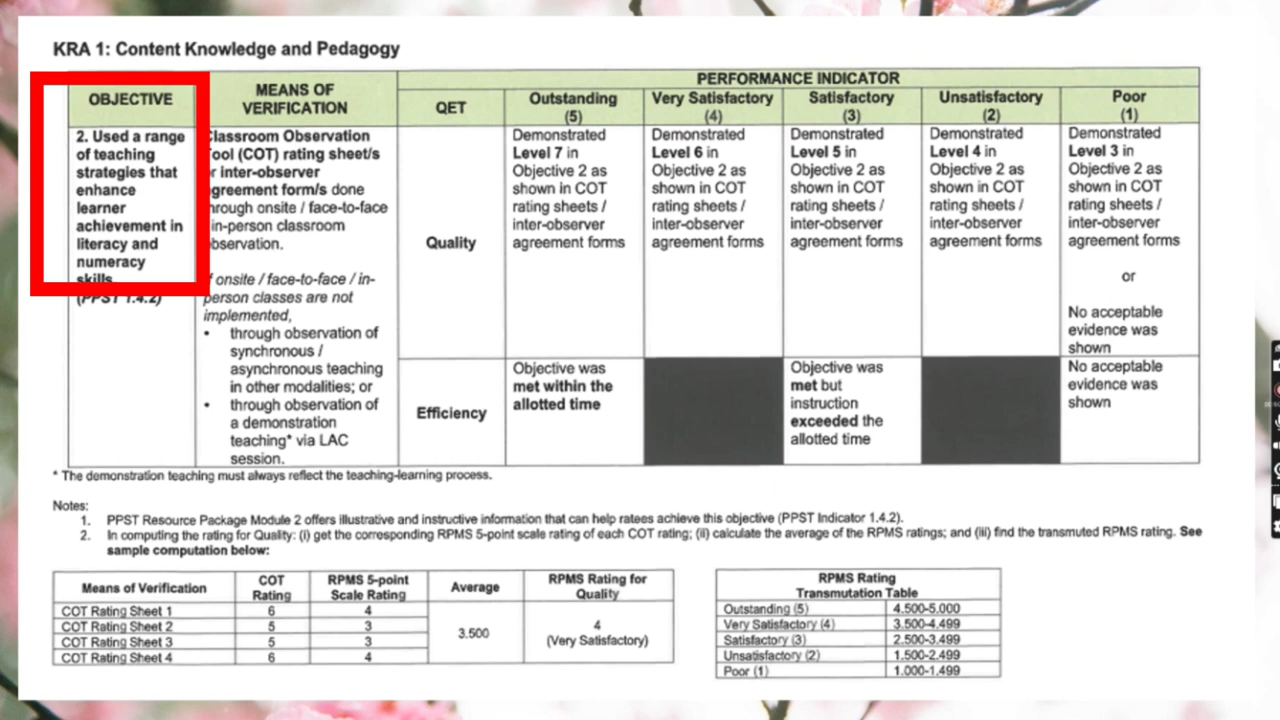 KRA 1: Content Knowledge and Pedagogy
OBJECTIVE
MEANS OF
VERIFICATION
PERFORMANCE INDICATOR
QET
Outstanding
(5)
Very Satisfactory
(4)
Satisfactory
(3)
Unsatisfactory
(2)
Poor
(1)
2. Used a range
of teaching
strategies that
enhance
learner
achievement in
literacy and
numeracy
skills
(PPST 1.4.2)
Classroom Observation
Tool (COT) rating sheet/s
or inter-observer
agreement form/s done
through onsite / face-to-face
in-person classroom
observation.
If onsite / face-to-face / in-
person classes are not
implemented,
• through observation of
synchronous /
asynchronous teaching
in other modalities; or
• through observation of
a demonstration
teaching* via LAC
session.
Quality
Demonstrated
Level 7 in
Objective 2 as
shown in COT
rating sheets /
inter-observer
agreement forms
Demonstrated
Level 6 in
Objective 2 as
shown in COT
rating sheets /
inter-observer
agreement forms
Demonstrated
Level 5 in
Objective 2 as
shown in COT
rating sheets /
inter-observer
agreement forms
Demonstrated
Level 4 in
Objective 2 as
shown in COT
rating sheets /
inter-observer
agreement forms
Demonstrated
Level 3 in
Objective 2 as
shown in COT
rating sheets /
inter-observer
agreement forms
or
No acceptable
evidence was
shown
Efficiency
Objective was
met within the
allotted time
Objective was
met but
instruction
exceeded the
allotted time
No acceptable
evidence was
shown
* The demonstration teaching must always reflect the teaching-learning process.
Notes:
1. PPST Resource Package Module 2 offers illustrative and instructive information that can help ratees achieve this objective (PPST Indicator 1.4.2).
2. In computing the rating for Quality: (i) get the corresponding RPMS 5-point scale rating of each COT rating; (ii) calculate the average of the RPMS ratings; and (iii) find the transmuted RPMS rating. See
sample computation below:
Means of Verification
COT
Rating
RPMS 5-point
Scale Rating
Average
RPMS Rating for
Quality
COT Rating Sheet 1 6 4
COT Rating Sheet 2 5 3
COT Rating Sheet 3 5 3
COT Rating Sheet 4 6 4
3.500
4
(Very Satisfactory)
RPMS Rating
Transmutation Table
Outstanding (5) 4.500-5.000
Very Satisfactory (4) 3.500-4.499
Satisfactory (3) 2.500-3.499
Unsatisfactory (2) 1.500-2.499
Poor (1) 1.000-1.499